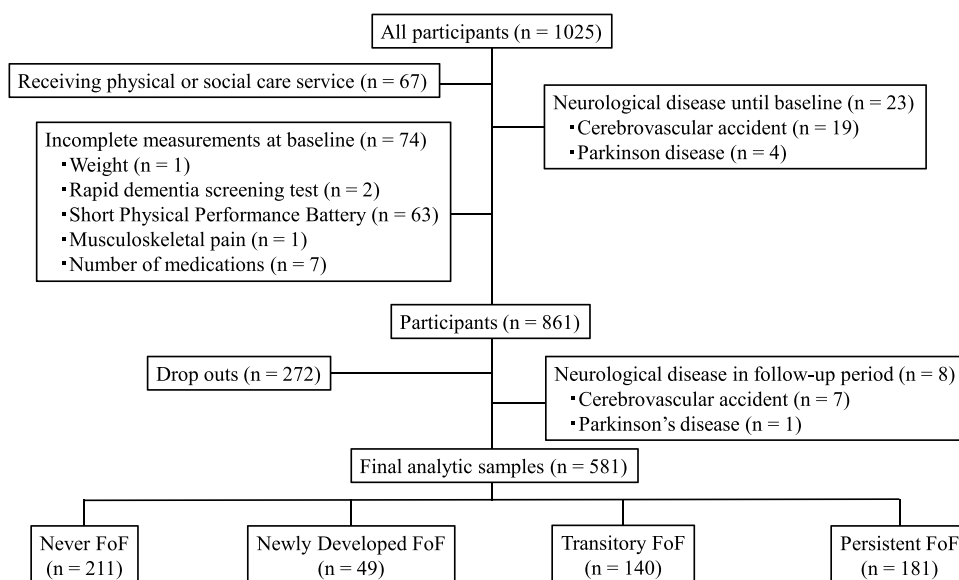 All participants (n = 1025)
Receiving physical or social care service (n = 67)
Neurological disease until baseline (n = 23)
・Cerebrovascular accident (n = 19)
・Parkinson disease (n = 4)
Incomplete measurements at baseline (n = 74)
・Weight (n = 1)
・Rapid dementia screening test (n = 2)
・Short Physical Performance Battery (n = 63)
・Musculoskeletal pain (n = 1)
・Number of medications (n = 7)
Participants (n = 861)
Drop outs (n = 272)
Neurological disease in follow-up period (n = 8)
・Cerebrovascular accident (n = 7)
・Parkinson’s disease (n = 1)
Final analytic samples (n = 581)
Never FoF
(n = 211)
Newly Developed FoF
(n = 49)
Transitory FoF
(n = 140)
Persistent FoF
(n = 181)